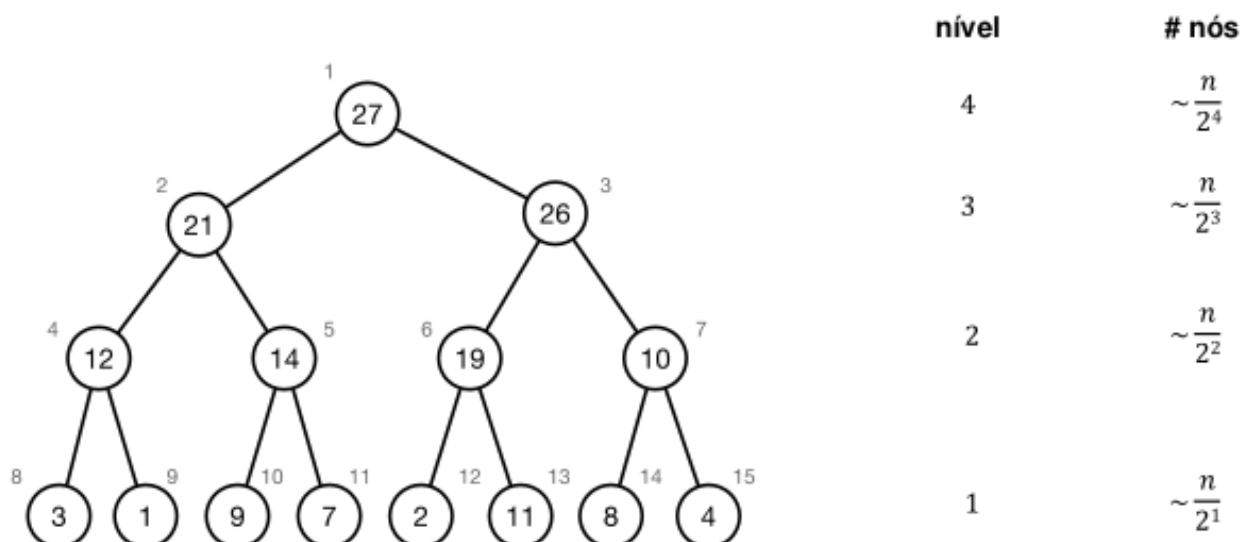 nível # nós
1
27
4 ~ n/2⁴
2 3
21 26
3 ~ n/2³
4 5 6 7
12 14 19 10
2 ~ n/2²
8 9 10 11 12 13 14 15
3 1 9 7 2 11 8 4
1 ~ n/2¹